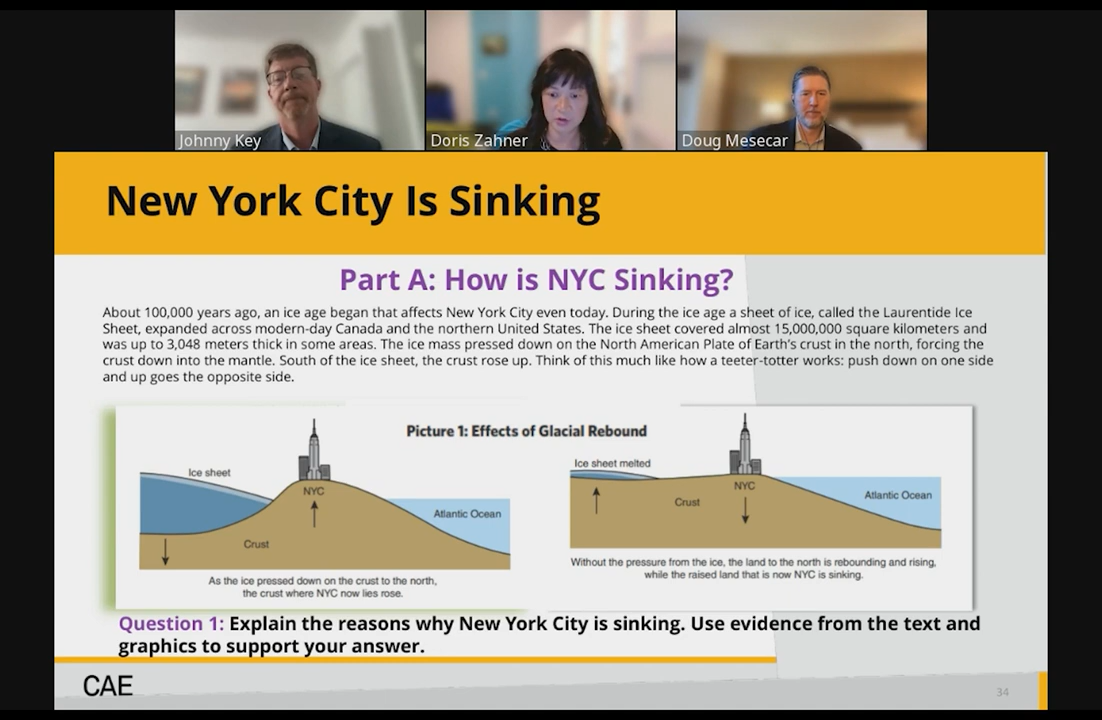 Johnny Key
Doris Zahner
Doug Mesecar
New York City Is Sinking
Part A: How is NYC Sinking?
About 100,000 years ago, an ice age began that affects New York City even today. During the ice age a sheet of ice, called the Laurentide Ice
Sheet, expanded across modern-day Canada and the northern United States. The ice sheet covered almost 15,000,000 square kilometers and
was up to 3,048 meters thick in some areas. The ice mass pressed down on the North American Plate of Earth's crust in the north, forcing the
crust down into the mantle. South of the ice sheet, the crust rose up. Think of this much like how a teeter-totter works: push down on one side
and up goes the opposite side.
Picture 1: Effects of Glacial Rebound
Ice sheet
NYC
Atlantic Ocean
Crust
As the ice pressed down on the crust to the north,
the crust where NYC now lies rose.
Ice sheet melted
NYC
Crust
Atlantic Ocean
Without the pressure from the ice, the land to the north is rebounding and rising,
while the raised land that is now NYC is sinking.
Question 1: Explain the reasons why New York City is sinking. Use evidence from the text and
graphics to support your answer.
CAE
34